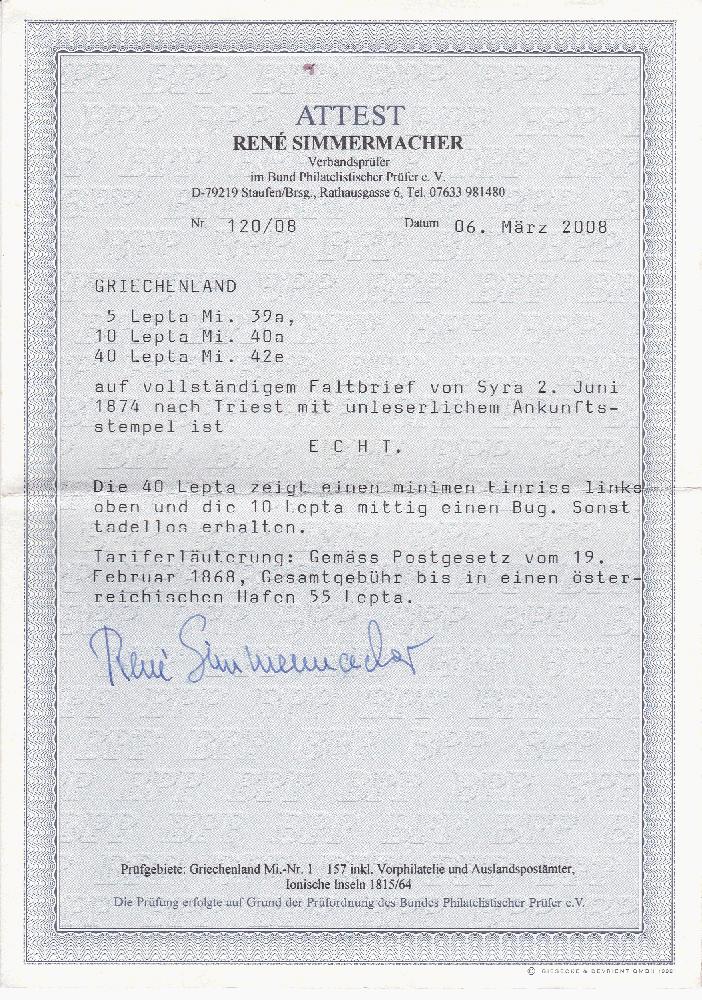 ATTEST
RENÉ SIMMERMACHER
Verbandsprüfer
im Bund Philatelistischer Prüfer e. V.
D-79219 Staufen/Brsg., Rathausgasse 6, Tel. 07633 981480
Nr. 120/08 Datum 06. März 2008
GRIECHENLAND
5 Lepta Mi. 39a,
10 Lepta Mi. 40a
40 Lepta Mi. 42e
auf vollständigem Faltbrief von Syra 2. Juni
1874 nach Triest mit unleserlichem Ankunfts-
stempel ist
E C H T.
Die 40 Lepta zeigt einen minimen Einriss links
oben und die 10 Lepta mittig einen Bug. Sonst
tadellos erhalten.
Tariferläuterung: Gemäss Postgesetz vom 19.
Februar 1868, Gesamtgebühr bis in einen öster-
reichischen Hafen 55 Lepta.
René Simmermacher
Prüfgebiete: Griechenland Mi.-Nr. 1 157 inkl. Vorphilatelie und Auslandspostämter,
Ionische Inseln 1815/64
Die Prüfung erfolgte auf Grund der Prüfordnung des Bundes Philatelistischer Prüfer e.V.
© GIESECKE & DEVRIENT GMBH